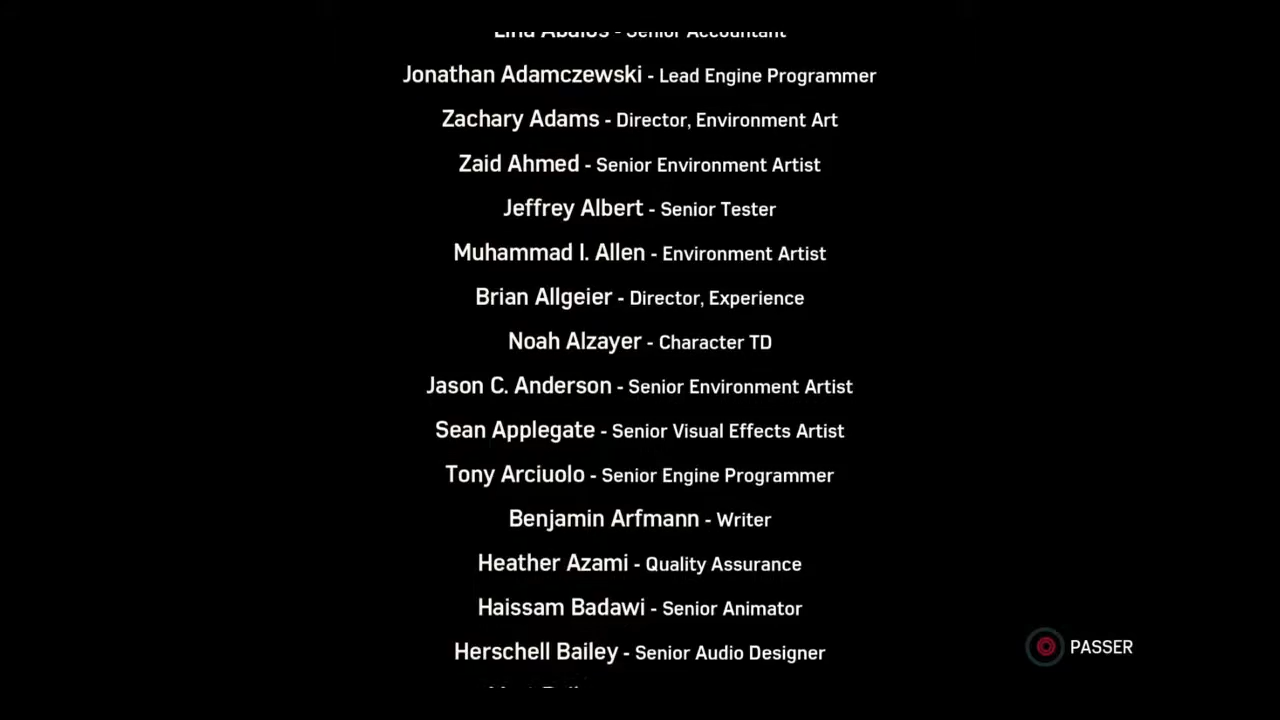 Senior Accountant
Jonathan Adamczewski - Lead Engine Programmer
Zachary Adams - Director, Environment Art
Zaid Ahmed - Senior Environment Artist
Jeffrey Albert - Senior Tester
Muhammad I. Allen - Environment Artist
Brian Allgeier - Director, Experience
Noah Alzayer - Character TD
Jason C. Anderson - Senior Environment Artist
Sean Applegate - Senior Visual Effects Artist
Tony Arciuolo - Senior Engine Programmer
Benjamin Arfmann - Writer
Heather Azami - Quality Assurance
Haissam Badawi - Senior Animator
Herschell Bailey - Senior Audio Designer
PASSER